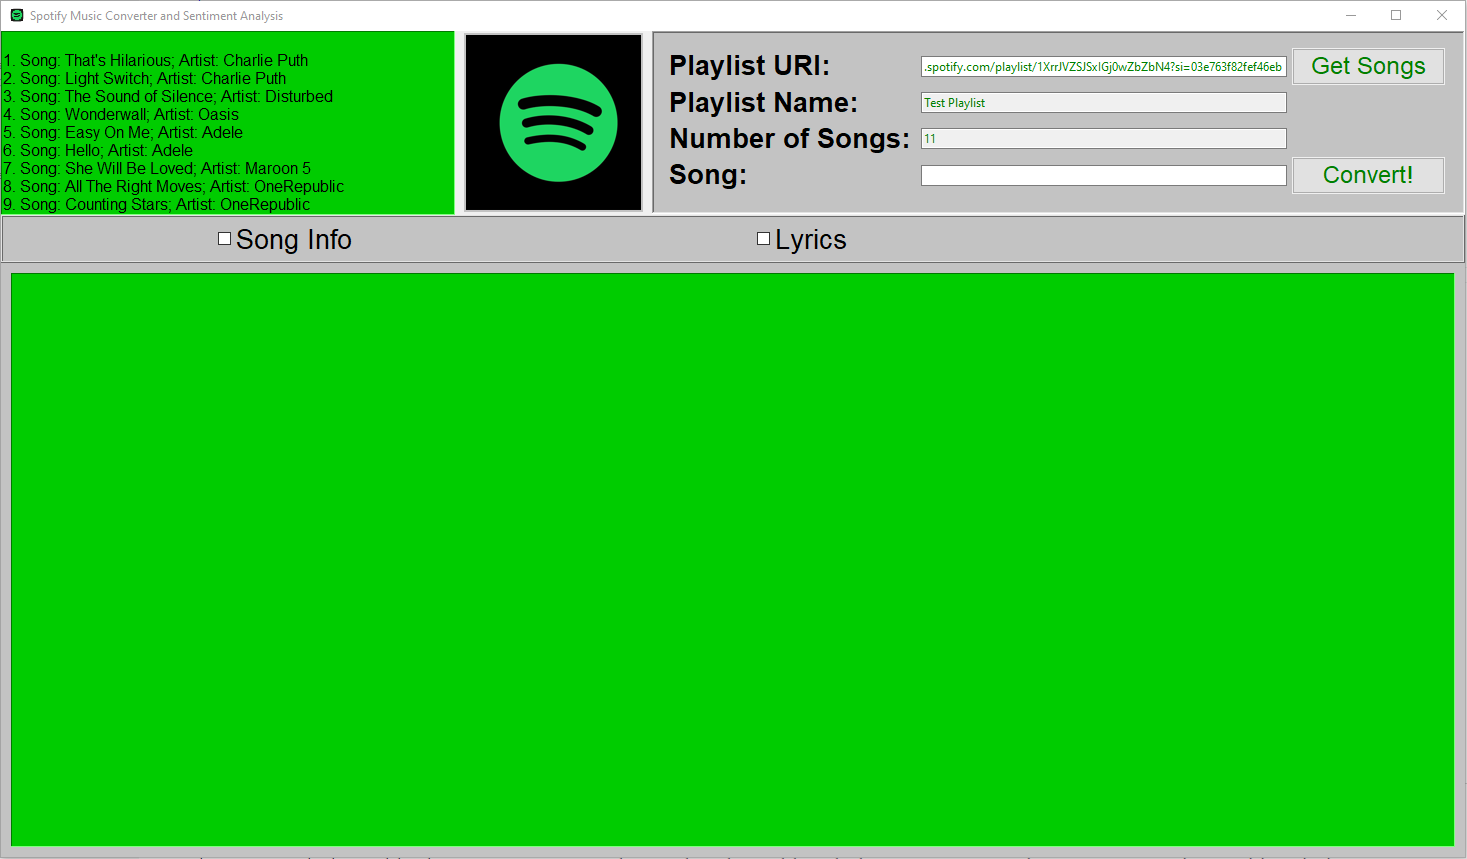 Spotify Music Converter and Sentiment Analysis
1. Song: That's Hilarious; Artist: Charlie Puth
2. Song: Light Switch; Artist: Charlie Puth
3. Song: The Sound of Silence; Artist: Disturbed
4. Song: Wonderwall; Artist: Oasis
5. Song: Easy On Me; Artist: Adele
6. Song: Hello; Artist: Adele
7. Song: She Will Be Loved; Artist: Maroon 5
8. Song: All The Right Moves; Artist: OneRepublic
9. Song: Counting Stars; Artist: OneRepublic
Playlist URI: .spotify.com/playlist/1XrrJVZSJSxIGj0wZbZbN4?si=03e763f82fef46eb Get Songs
Playlist Name: Test Playlist
Number of Songs: 11
Song: Convert!
Song Info Lyrics